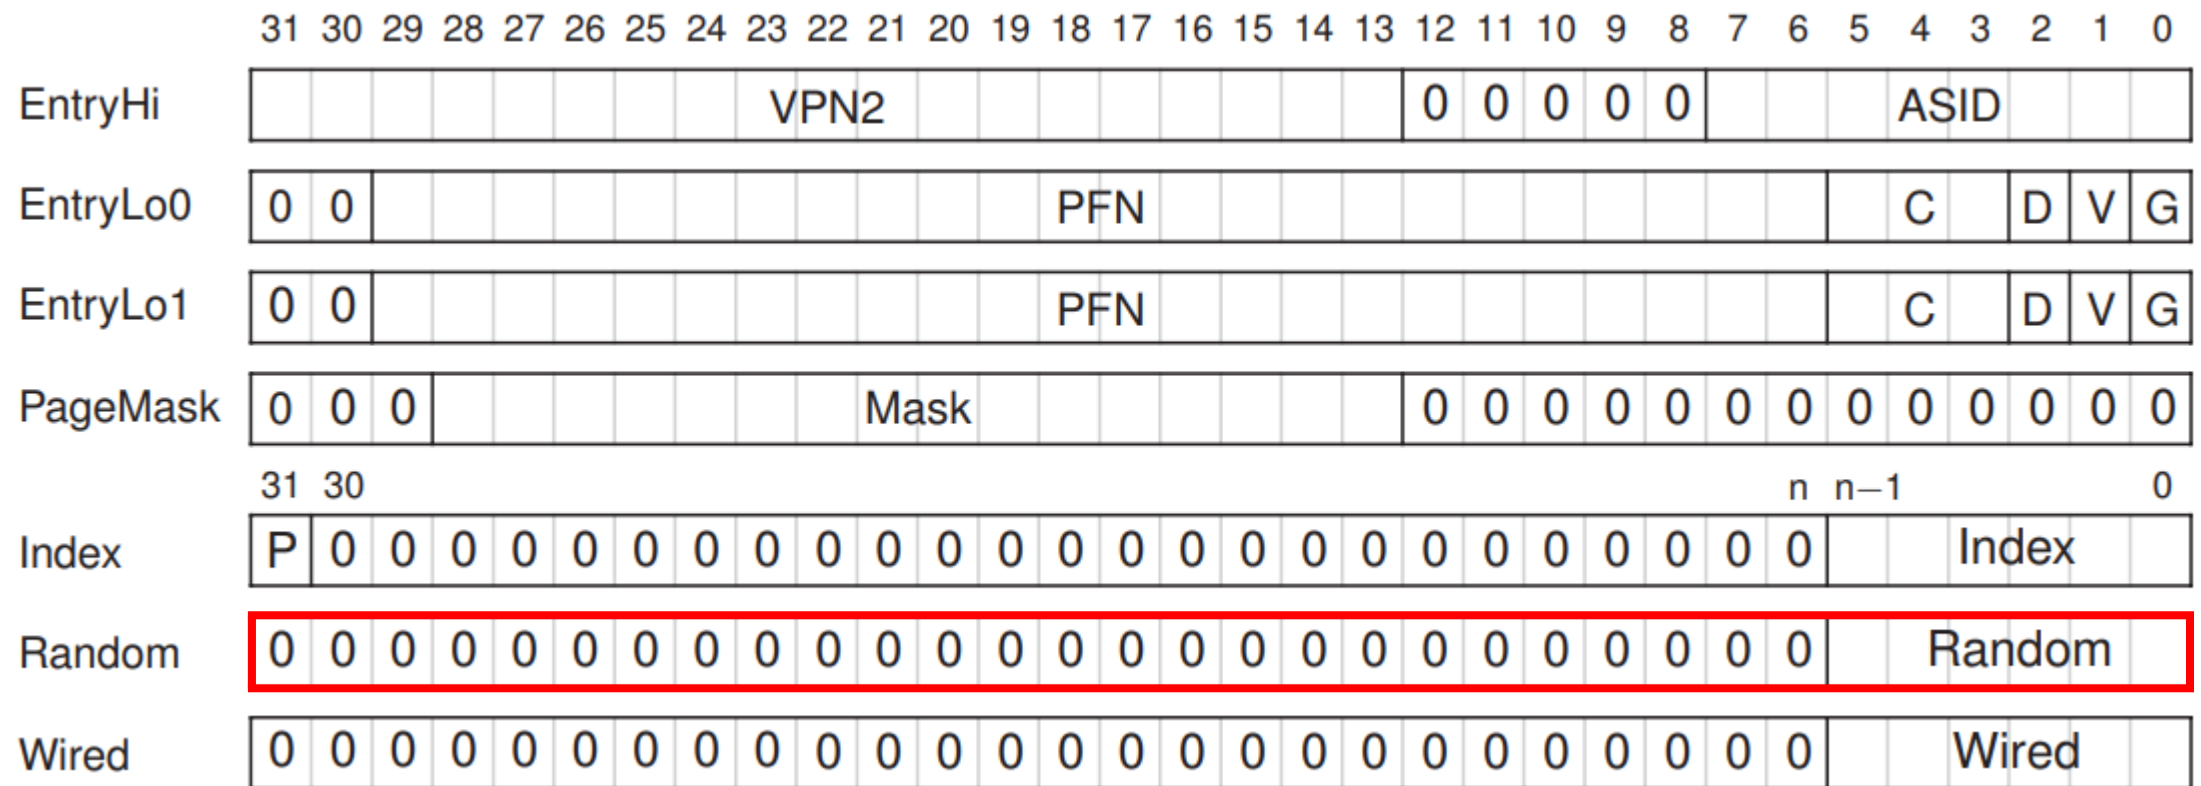 31 30 29 28 27 26 25 24 23 22 21 20 19 18 17 16 15 14 13 12 11 10 9 8 7 6 5 4 3 2 1 0
EntryHi VPN2 0 0 0 0 0 ASID
EntryLo0 0 0 PFN C D V G
EntryLo1 0 0 PFN C D V G
PageMask 0 0 0 Mask 0 0 0 0 0 0 0 0 0 0 0 0 0
31 30 n n−1 0
Index P 0 0 0 0 0 0 0 0 0 0 0 0 0 0 0 0 0 0 0 0 0 0 0 0 0 Index
Random 0 0 0 0 0 0 0 0 0 0 0 0 0 0 0 0 0 0 0 0 0 0 0 0 0 0 Random
Wired 0 0 0 0 0 0 0 0 0 0 0 0 0 0 0 0 0 0 0 0 0 0 0 0 0 0 Wired